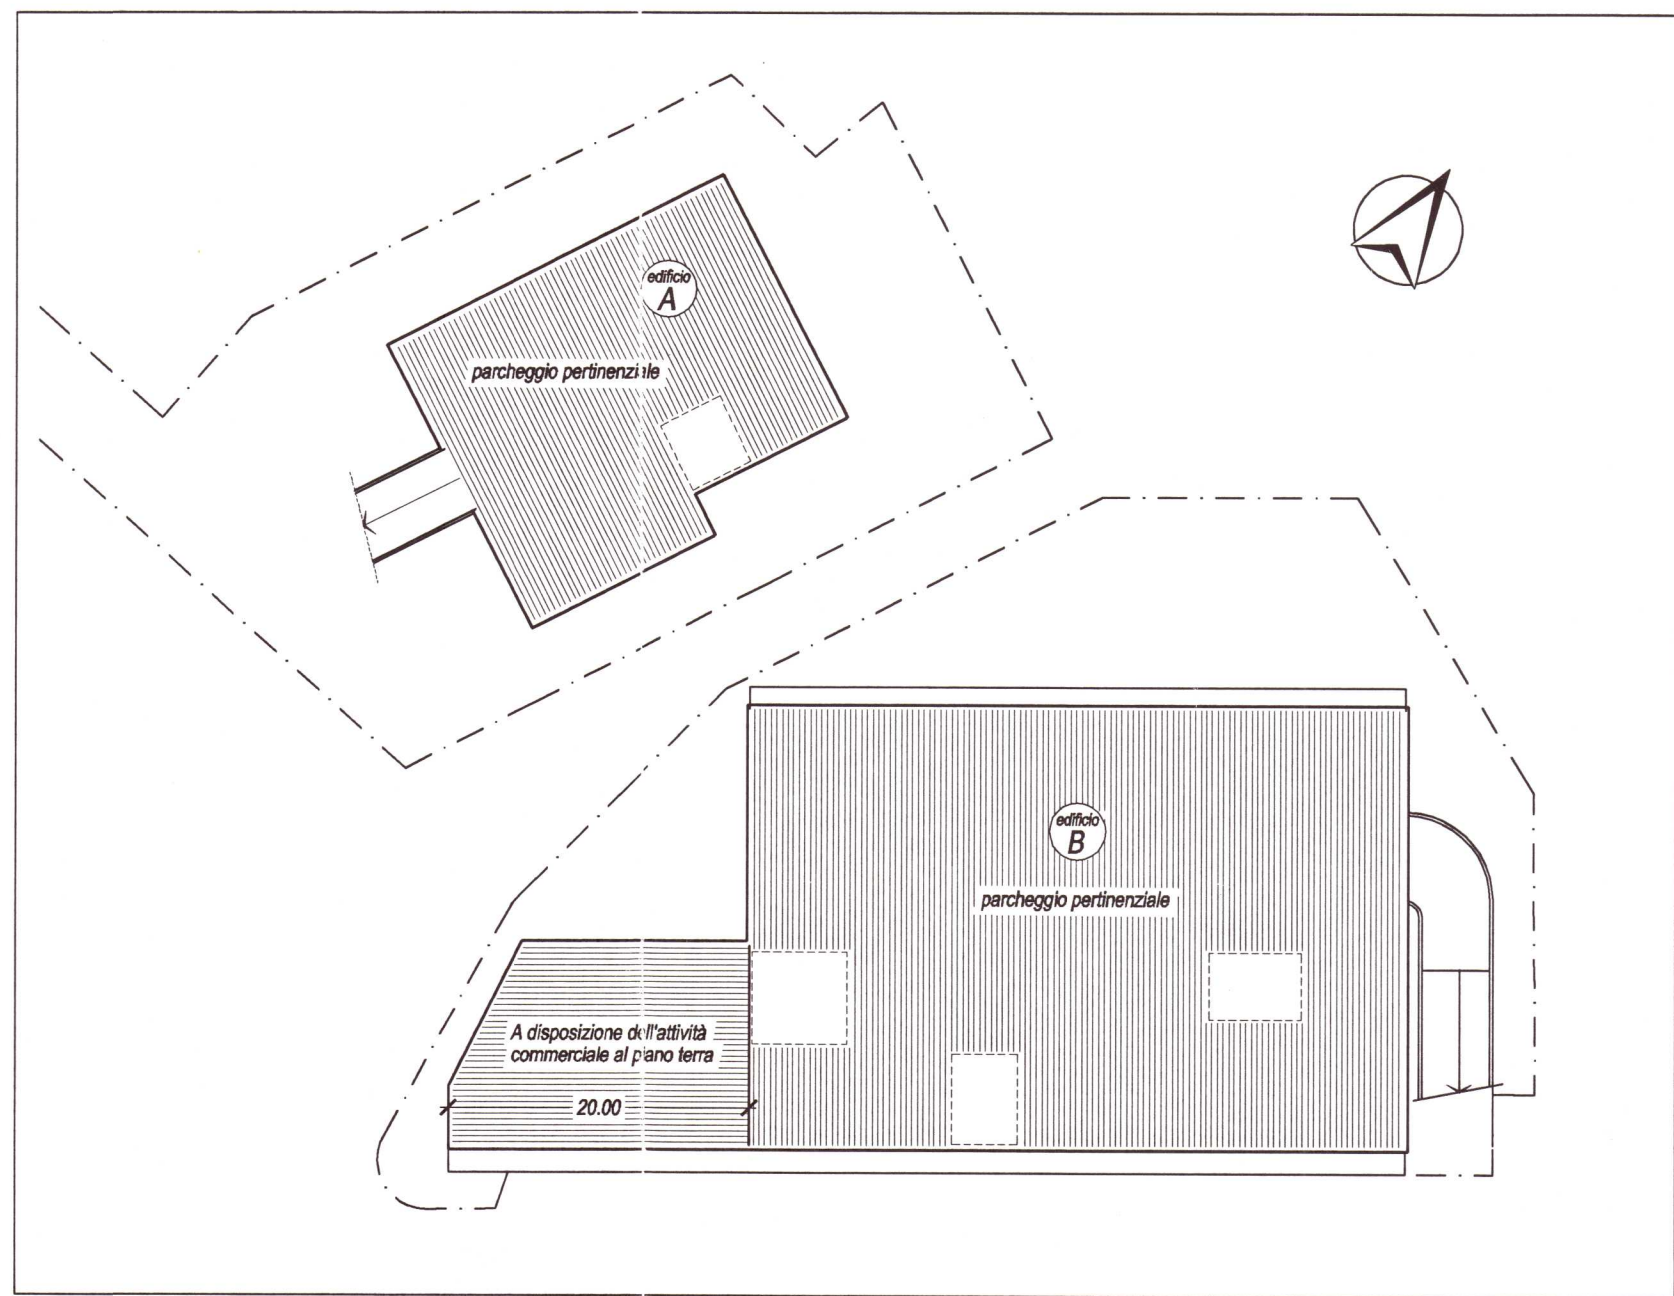 edificio
A
parcheggio pertinenziale
edificio
B
parcheggio pertinenziale
A disposizione dell'attività
commerciale al piano terra
20.00